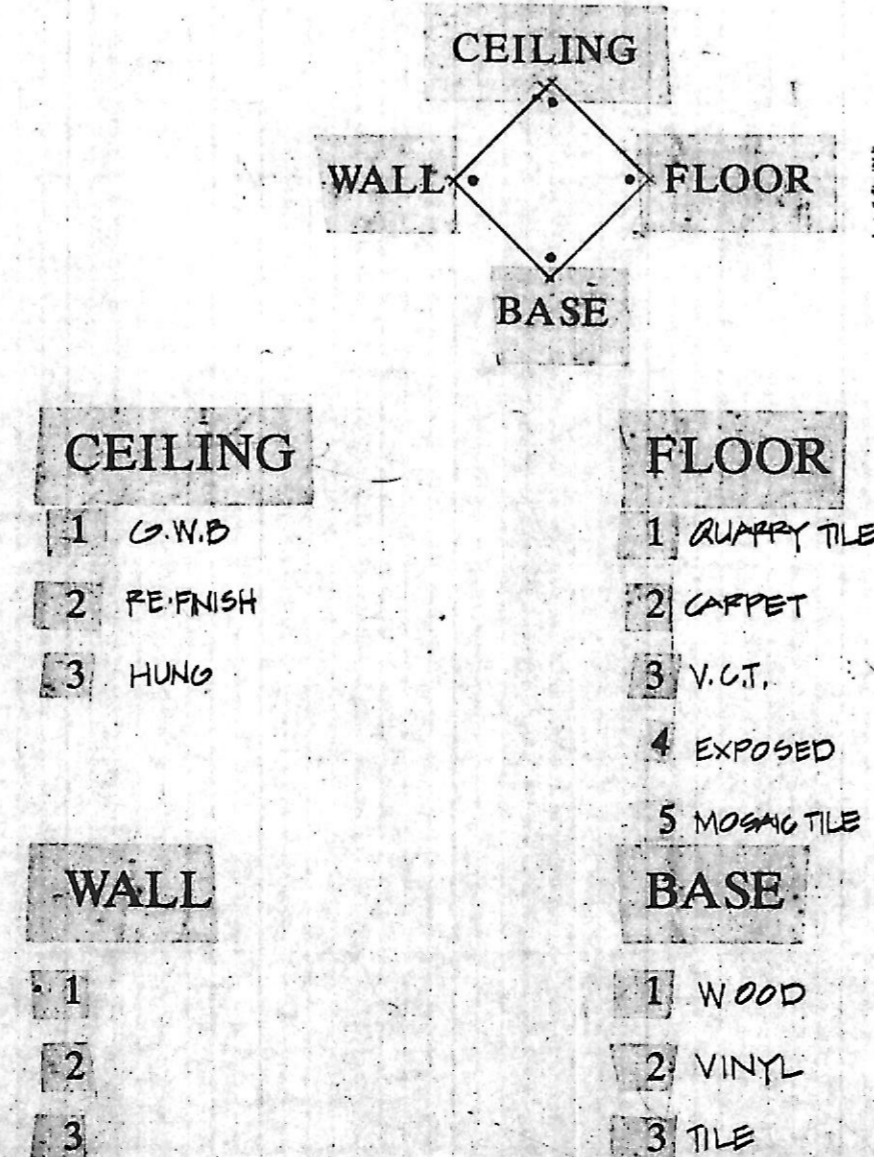 CEILING
WALL FLOOR
BASE
CEILING
1 G.W.B
2 RE-FINISH
3 HUNG
FLOOR
1 QUARRY TILE
2 CARPET
3 V.C.T.
4 EXPOSED
5 MOSAIC TILE
WALL
1
2
3
BASE
1 WOOD
2 VINYL
3 TILE